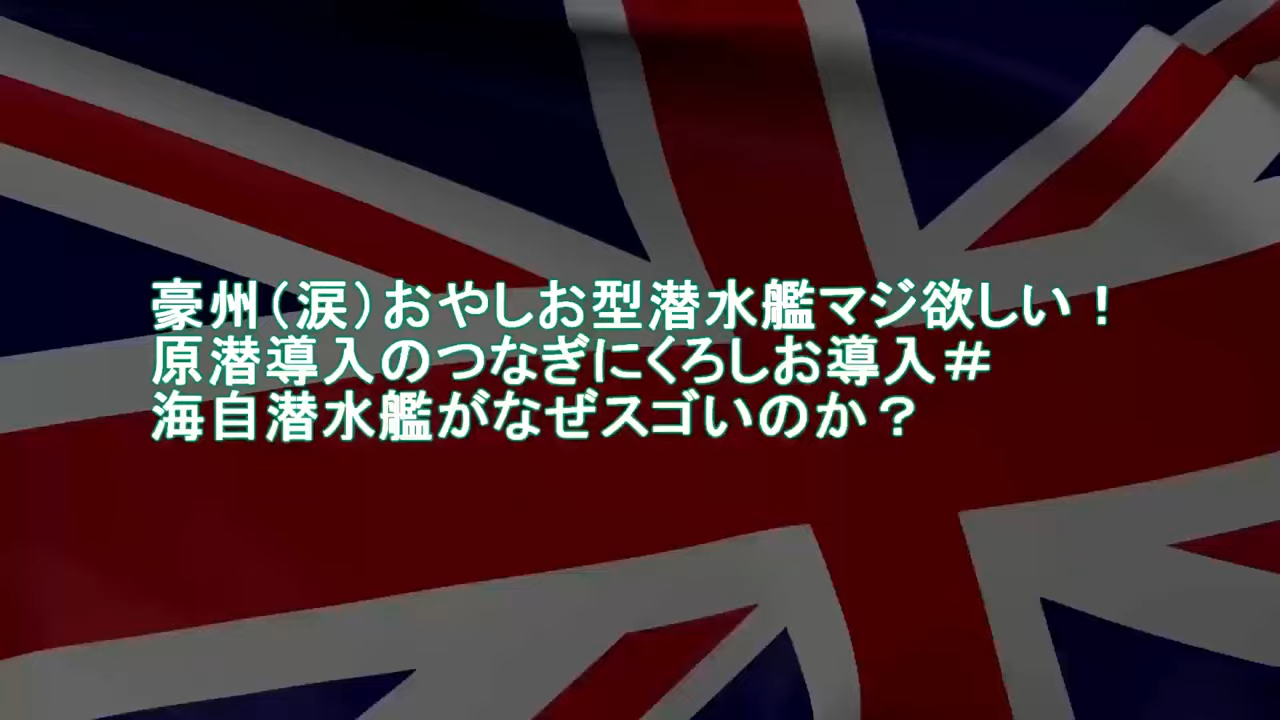 豪州（涙）おやしお型潜水艦マジ欲しい！
原潜導入のつなぎにくろしお導入＃
海自潜水艦がなぜスゴいのか？